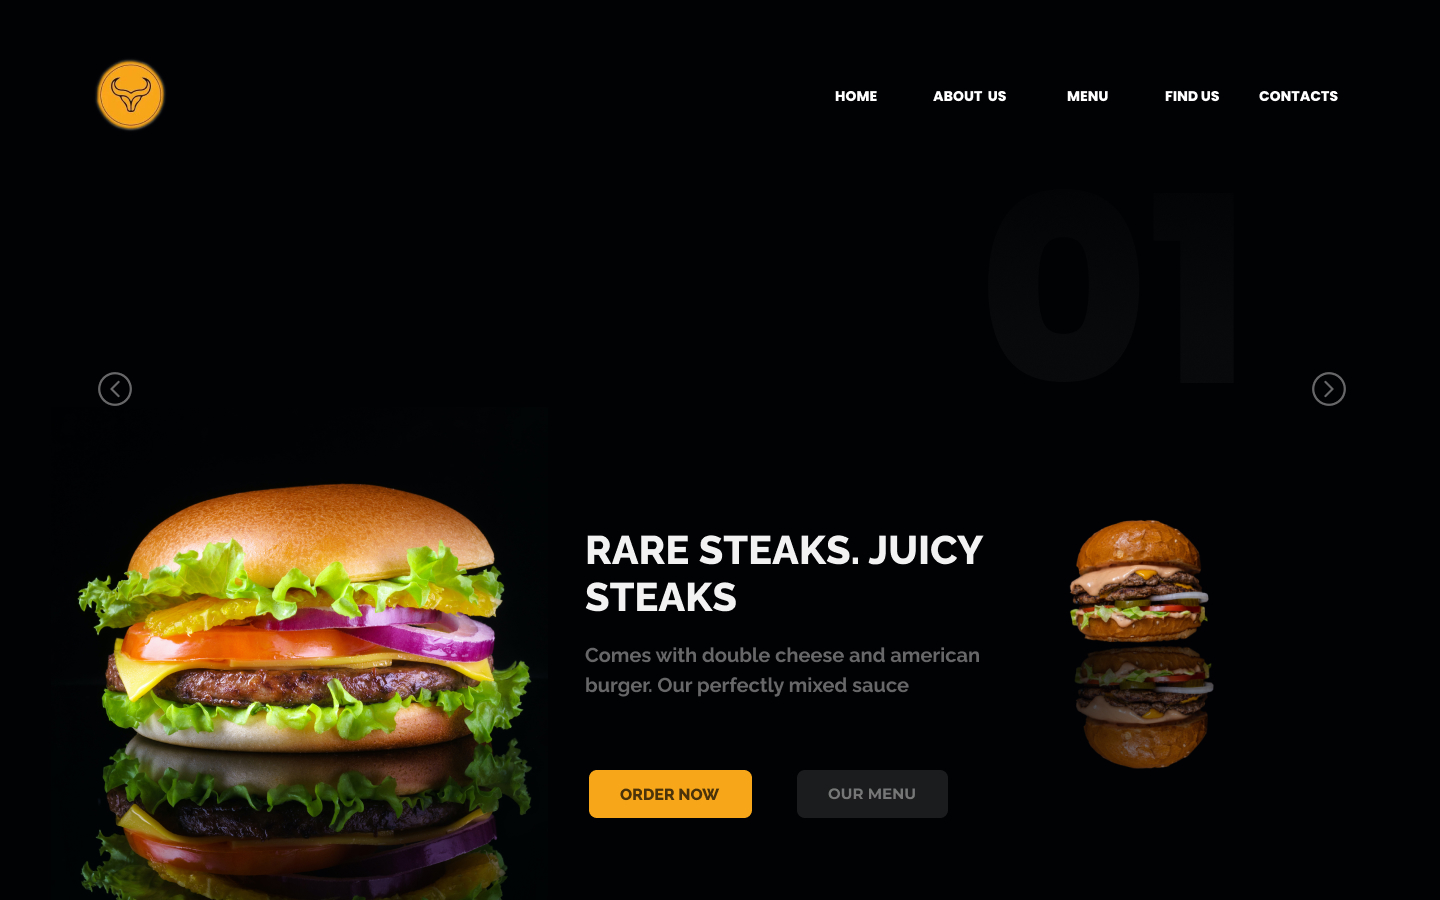 HOME ABOUT US MENU FIND US CONTACTS
01
RARE STEAKS. JUICY
STEAKS
Comes with double cheese and american
burger. Our perfectly mixed sauce
ORDER NOW OUR MENU